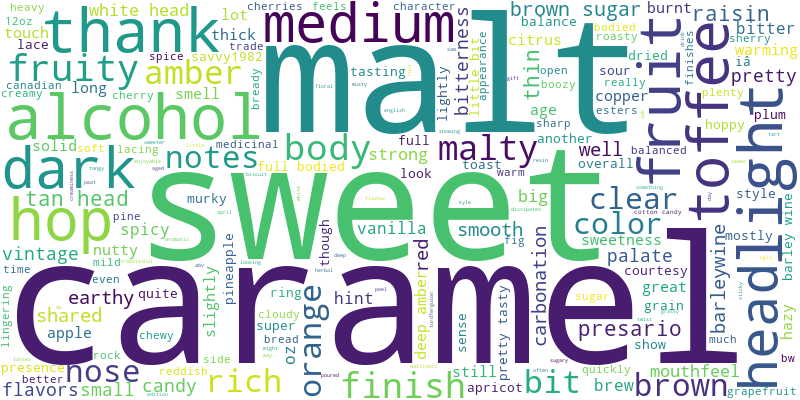 heavy
white head
cherries
feels
character
brown sugar
burnt
raisin
12oz
touch
thank
lot
thick
medium
balance
citrus
bodied
roasty
bitter
lace
trade
spice
savvy1982
malt
bitterness
little bit
appearance
thin
dried
sherry
warming
fruity
amber
tasting
lightly
open
boozy
sour
really
finishes
iâ
pretty
canadian
creamy
long
cherry
smell
bready
age
copper
esters
plenty
alcohol
floral
musty
english
sharp
another
hoppy
plum
solid
soft
lacing
medicinal
body
strong
full
malty
toast
well
overall
balanced
fruit
toffee
headlight
dark
notes
full bodied
look
warm
tan head
murky
sweet
big
clear
style
hop
pine
spicy
vanilla
smooth
fig
color
cotton candy
mostly
barley wine
vintage
nutty
pineapple
though
red
carbonation
sweetness
palate
barleywine
time
mild
even
slightly
caramel
courtesy
lingering
earthy
quite
ring
hint
deep amber
sense
pretty tasty
sugar
great
grain
hazy
shared
cloudy
super
orange
presario
apple
chewy
bread
oz
show
much
presence
rock
nose
reddish
side
still
quickly
mouthfeel
bw
flavors
better
small
candy
rich
finish
apricot
bit
brew
brown
grapefruit